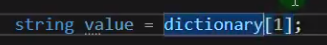 string value = dictionary[1];